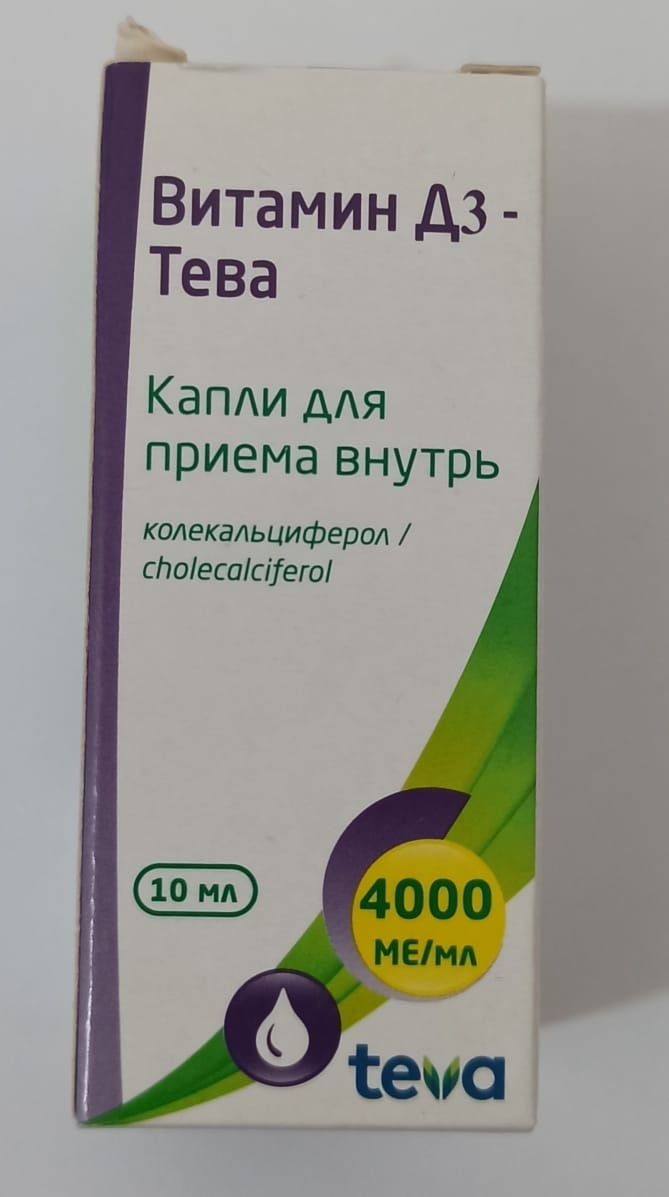 Витамин Д3 -
Тева
Капли для
приема внутрь
колекальциферол /
cholecalciferol
10 мл
4000
МЕ/мл
teva